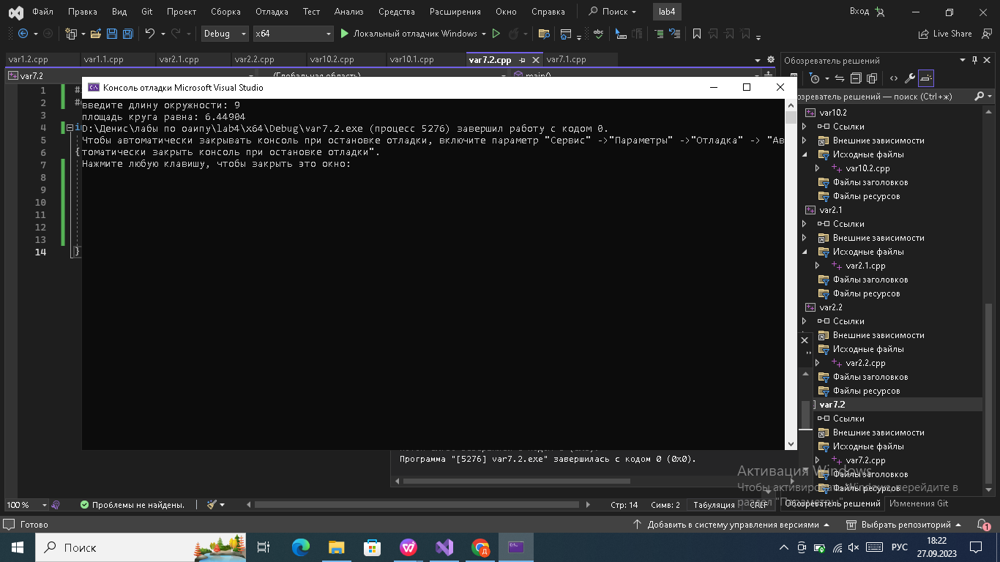 Файл Правка Вид Git Проект Сборка Отладка Тест Анализ Средства Расширения Окно Справка Поиск lab4 Вход
Debug x64 Локальный отладчик Windows Live Share
var1.2.cpp var1.1.cpp var2.1.cpp var2.2.cpp var10.2.cpp var10.1.cpp var7.2.cpp var7.1.cpp
var7.2 (Глобальная область) main()
Консоль отладки Microsoft Visual Studio
введите длину окружности: 9
площадь круга равна: 6.44904
D:\Денис\лабы по оаипу\lab4\x64\Debug\var7.2.exe (процесс 5276) завершил работу с кодом 0.
Чтобы автоматически закрывать консоль при остановке отладки, включите параметр "Сервис" ->"Параметры" ->"Отладка" -> "Ав
томатически закрыть консоль при остановке отладки".
Нажмите любую клавишу, чтобы закрыть это окно:
1 #
2 #
3
4
5
6 {
7
8
9
10
11
12
13
14 }
Программа "[5276] var7.2.exe" завершилась с кодом 0 (0x0).
100 % Проблемы не найдены. Стр: 14 Симв: 2 Табуляция CRLF
Обозреватель решений
озреватель решений — поиск (Ctrl+ж)
var10.2
Ссылки
Внешние зависимости
Исходные файлы
var10.2.cpp
Файлы заголовков
Файлы ресурсов
var2.1
Ссылки
Внешние зависимости
Исходные файлы
var2.1.cpp
Файлы заголовков
Файлы ресурсов
var2.2
Ссылки
Внешние зависимости
Исходные файлы
var2.2.cpp
Файлы заголовков
Файлы ресурсов
var7.2
Ссылки
Внешние зависимости
Исходные файлы
var7.2.cpp
Файлы заголовков
Файлы ресурсов
Обозреватель решений Изменения Git
Активация Windows
Чтобы активировать Windows, перейдите в
раздел "Параметры".
Готово Добавить в систему управления версиями Выбрать репозиторий 1
Поиск РУС 18:22
27.09.2023